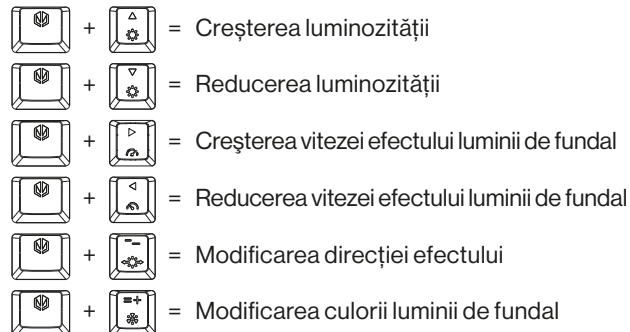 + = Creșterea luminozității
+ = Reducerea luminozității
+ = Creşterea vitezei efectului luminii de fundal
+ = Reducerea vitezei efectului luminii de fundal
+ = Modificarea direcției efectului
+ =+ = Modificarea culorii luminii de fundal